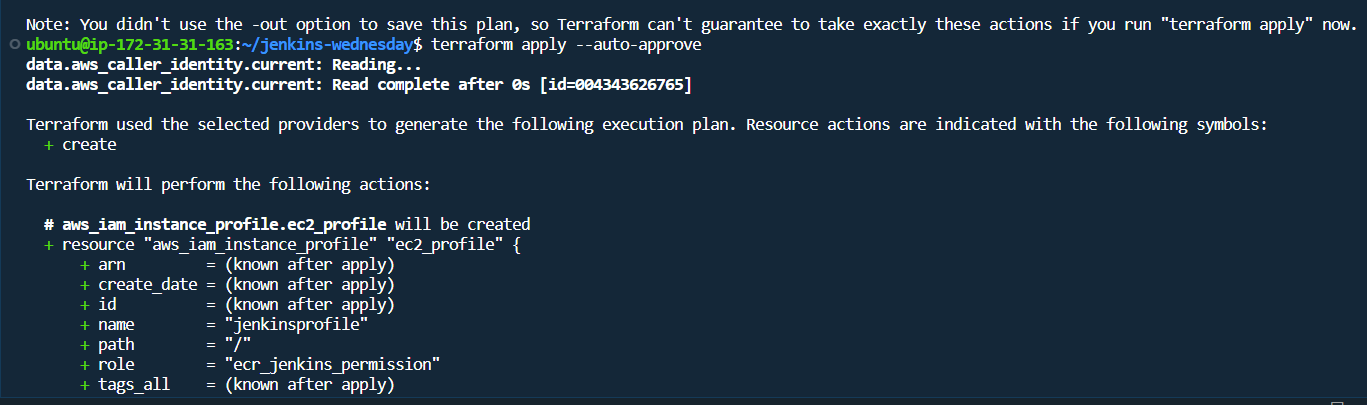 Note: You didn't use the -out option to save this plan, so Terraform can't guarantee to take exactly these actions if you run "terraform apply" now.
ubuntu@ip-172-31-31-163:~/jenkins-wednesday$ terraform apply --auto-approve
data.aws_caller_identity.current: Reading...
data.aws_caller_identity.current: Read complete after 0s [id=004343626765]
Terraform used the selected providers to generate the following execution plan. Resource actions are indicated with the following symbols:
+ create
Terraform will perform the following actions:
# aws_iam_instance_profile.ec2_profile will be created
+ resource "aws_iam_instance_profile" "ec2_profile" {
+ arn         = (known after apply)
+ create_date = (known after apply)
+ id          = (known after apply)
+ name        = "jenkinsprofile"
+ path        = "/"
+ role        = "ecr_jenkins_permission"
+ tags_all    = (known after apply)